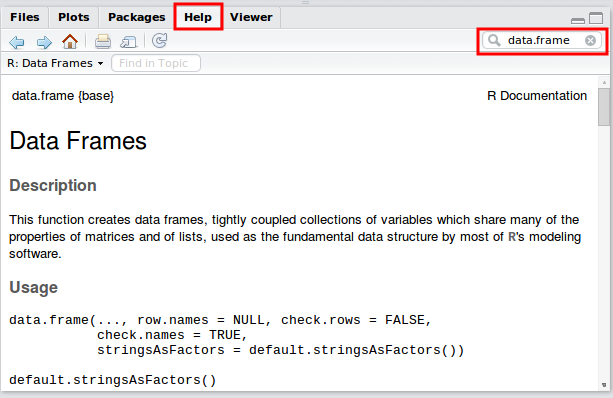 Files Plots Packages Help Viewer
data.frame
R: Data Frames Find in Topic
data.frame {base} R Documentation
Data Frames
Description
This function creates data frames, tightly coupled collections of variables which share many of the
properties of matrices and of lists, used as the fundamental data structure by most of R's modeling
software.
Usage
data.frame(..., row.names = NULL, check.rows = FALSE,
check.names = TRUE,
stringsAsFactors = default.stringsAsFactors())
default.stringsAsFactors()